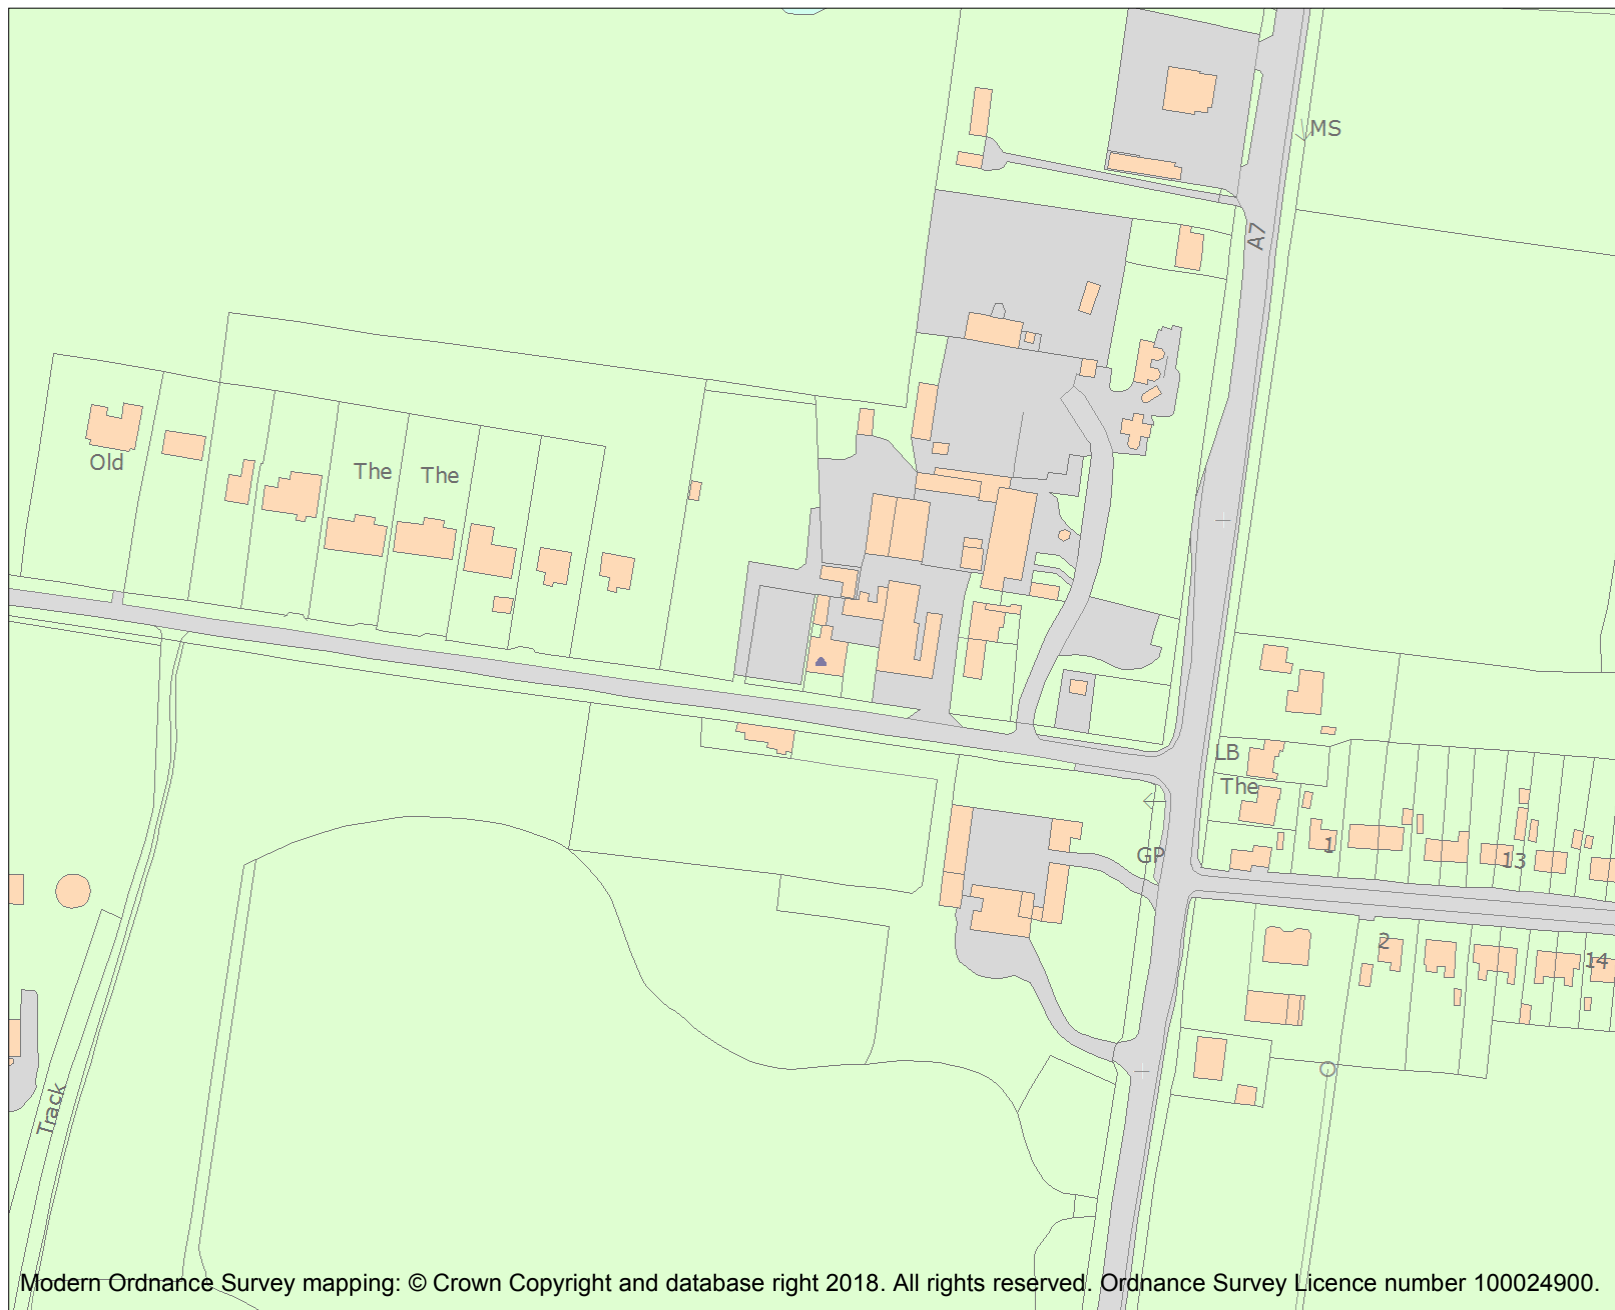 MS
A7
Old
The
The
LB
The
1
13
GP
2
14
Track
Modern Ordnance Survey mapping: © Crown Copyright and database right 2018. All rights reserved. Ordnance Survey Licence number 100024900.